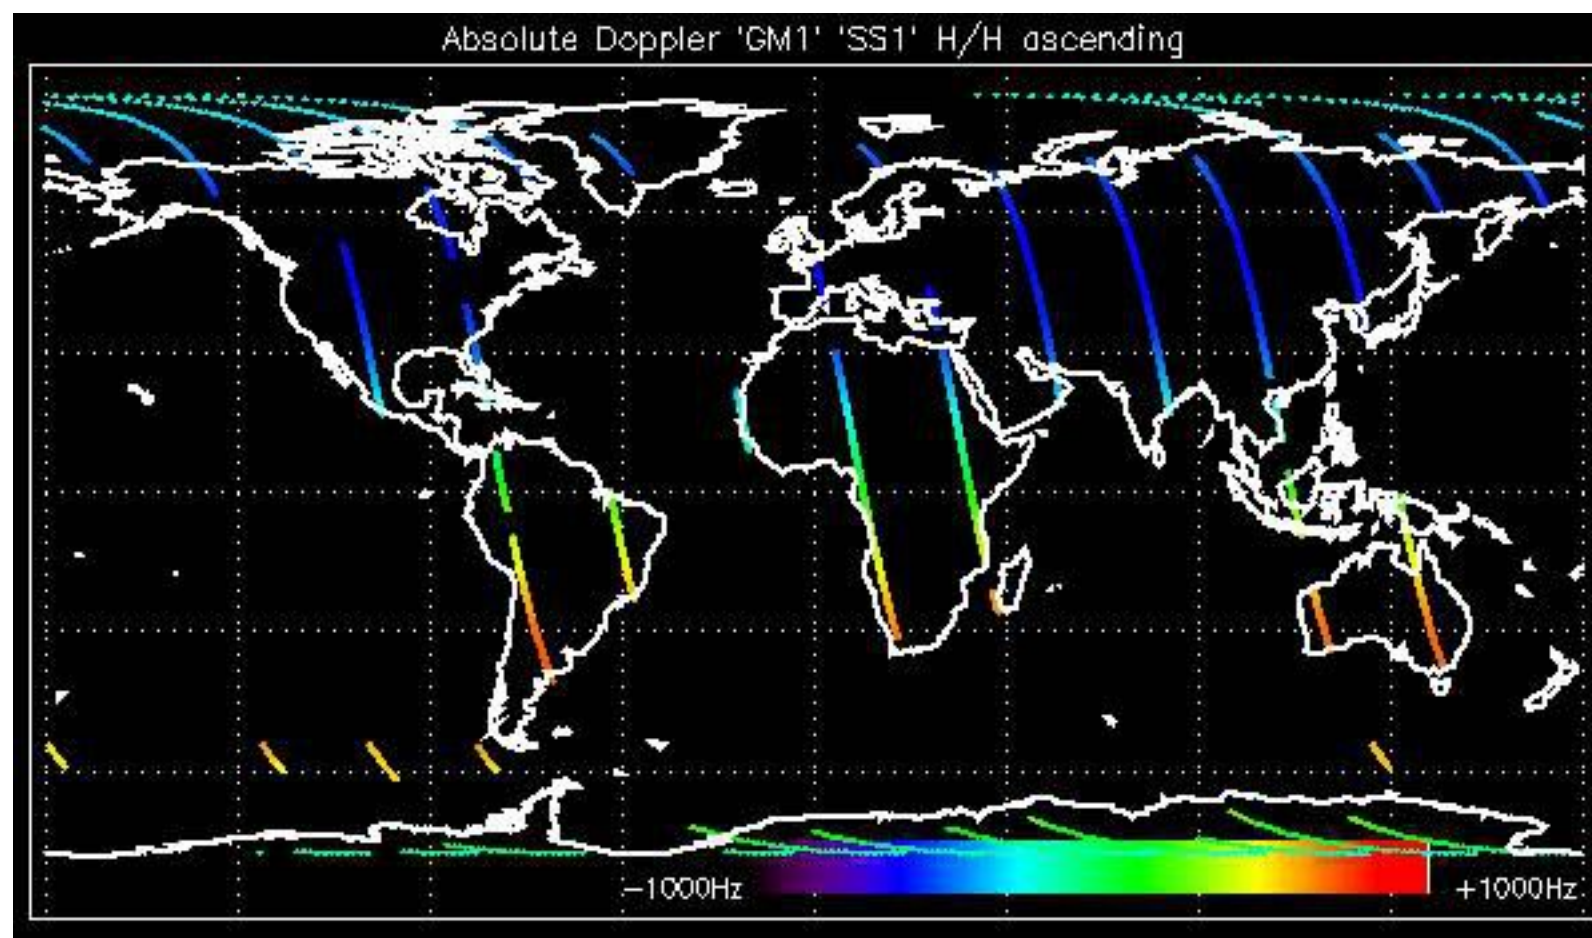 Absolute Doppler 'GM1' 'SS1' H/H ascending
−1000Hz
+1000Hz